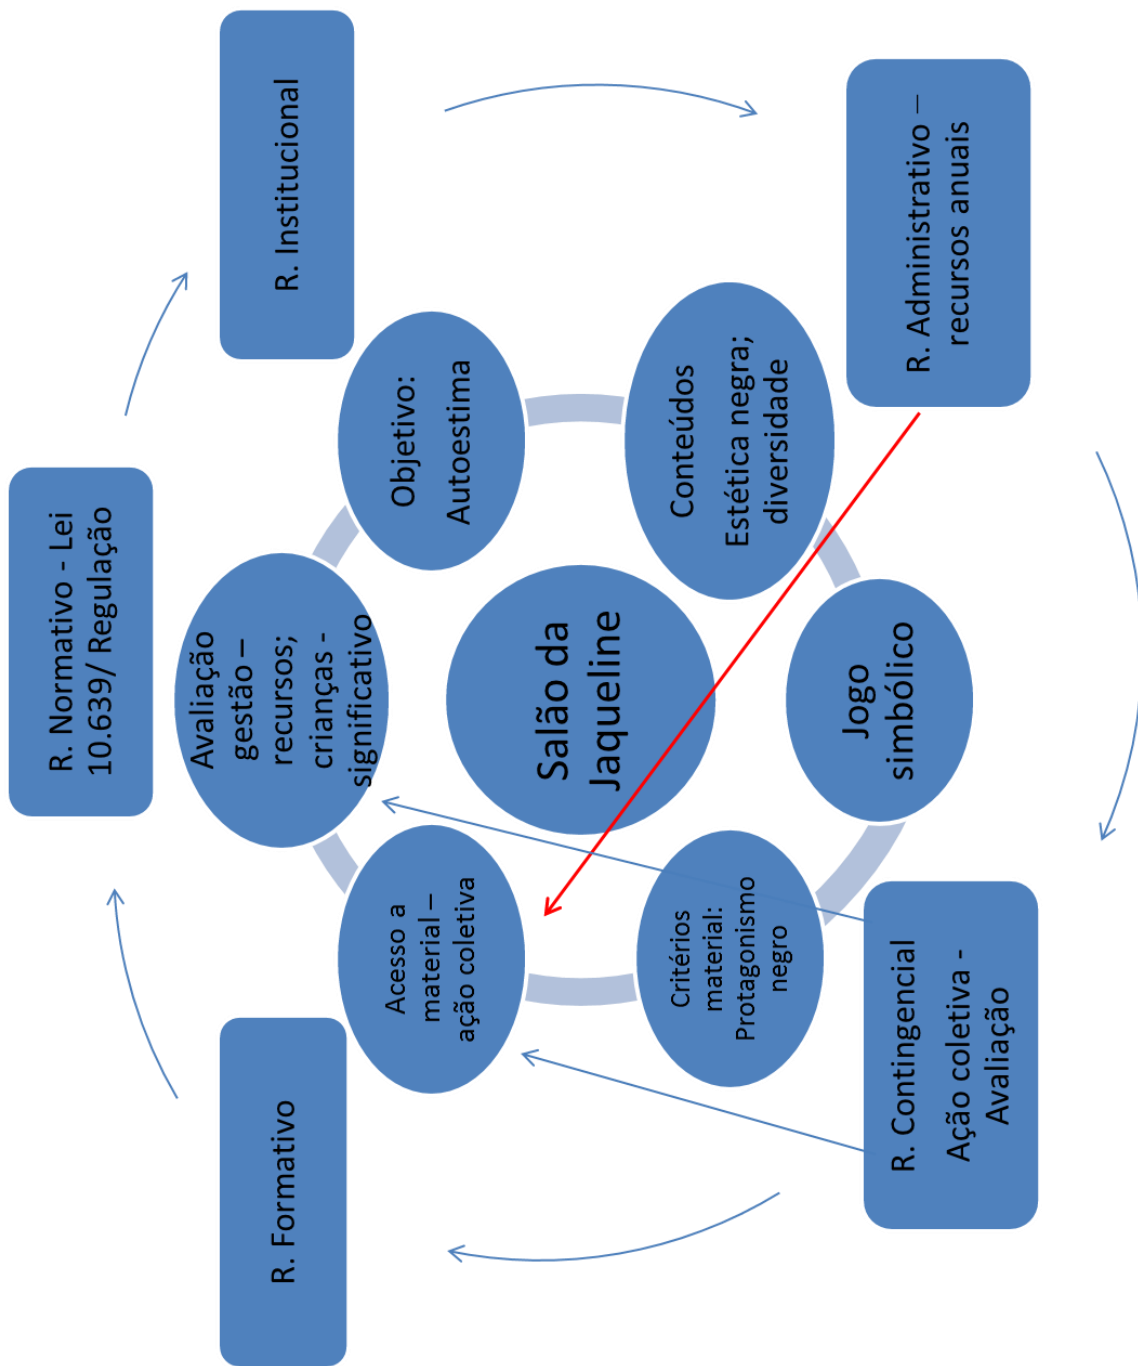 R. Normativo - Lei
10.639/ Regulação
R. Institucional
R. Administrativo –
recursos anuais
R. Contingencial
Ação coletiva -
Avaliação
R. Formativo
Avaliação
gestão –
recursos;
crianças -
significativo
Objetivo:
Autoestima
Conteúdos
Estética negra;
diversidade
Jogo
simbólico
Critérios
material:
Protagonismo
negro
Acesso a
material –
ação coletiva
Salão da
Jaqueline